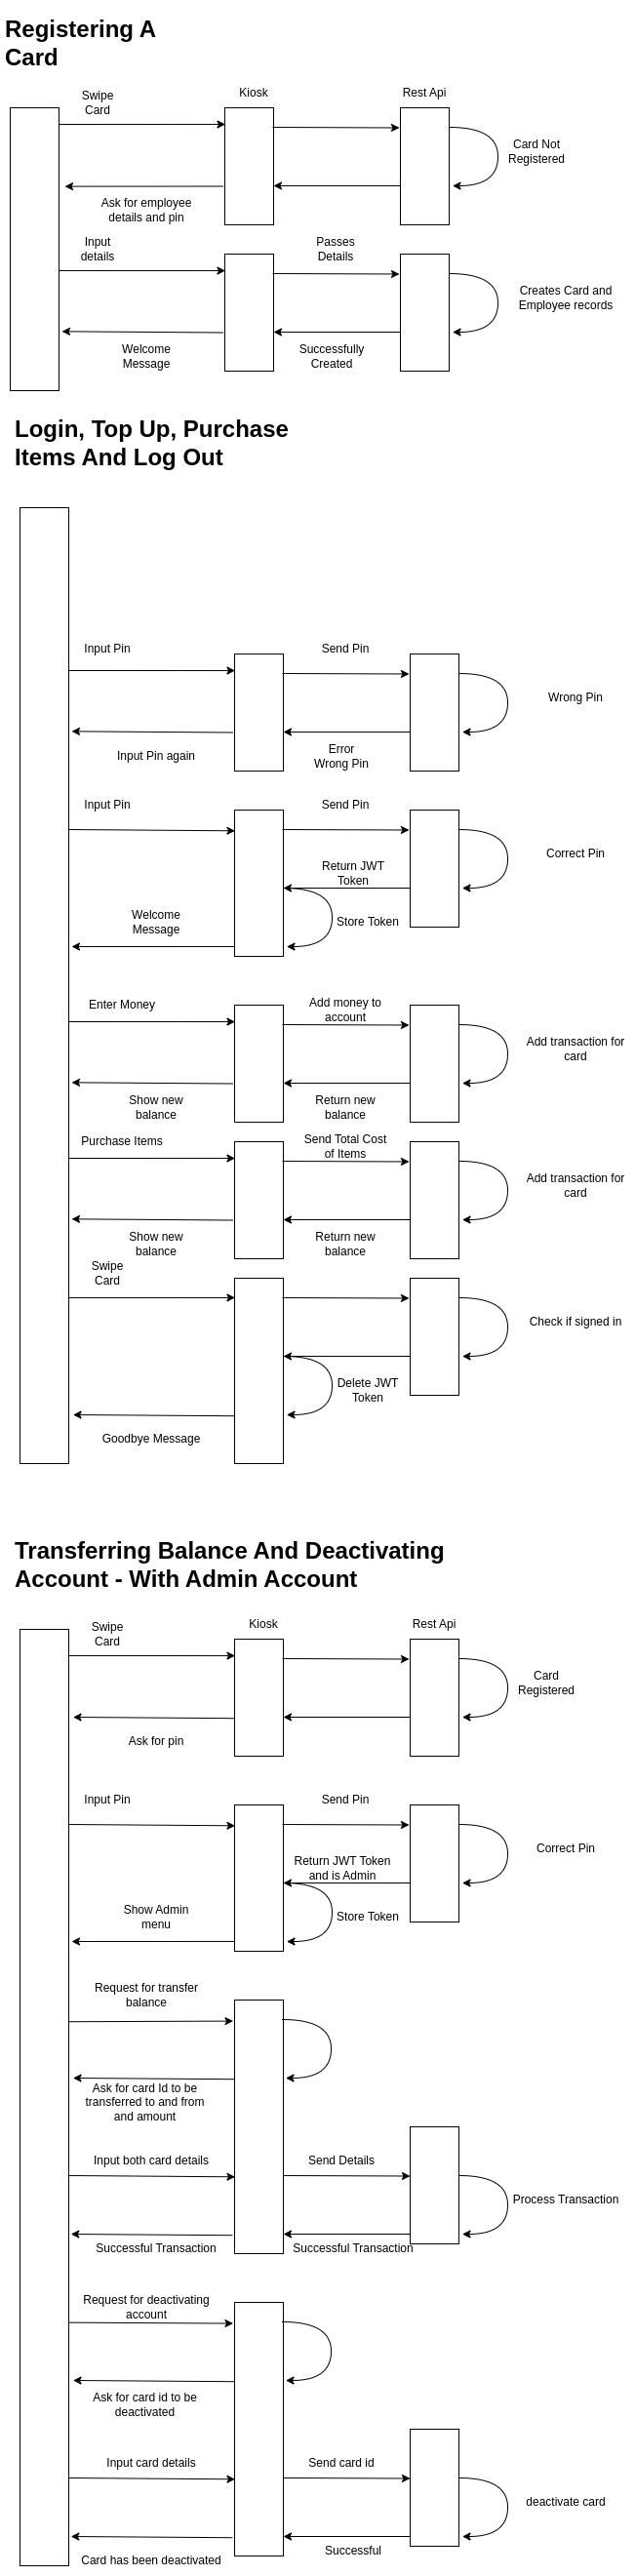 Registering A
Card
Swipe
Card
Kiosk
Rest Api
Card Not
Registered
Ask for employee
details and pin
Input
details
Passes
Details
Creates Card and
Employee records
Welcome
Message
Successfully
Created
Login, Top Up, Purchase
Items And Log Out
Input Pin
Send Pin
Wrong Pin
Input Pin again
Error
Wrong Pin
Input Pin
Send Pin
Correct Pin
Return JWT
Token
Welcome
Message
Store Token
Enter Money
Add money to
account
Add transaction for
card
Show new
balance
Return new
balance
Purchase Items
Send Total Cost
of Items
Add transaction for
card
Show new
balance
Return new
balance
Swipe
Card
Check if signed in
Delete JWT
Token
Goodbye Message
Transferring Balance And Deactivating
Account - With Admin Account
Swipe
Card
Kiosk
Rest Api
Card
Registered
Ask for pin
Input Pin
Send Pin
Correct Pin
Return JWT Token
and is Admin
Show Admin
menu
Store Token
Request for transfer
balance
Ask for card Id to be
transferred to and from
and amount
Input both card details
Send Details
Process Transaction
Successful Transaction
Successful Transaction
Request for deactivating
account
Ask for card id to be
deactivated
Input card details
Send card id
deactivate card
Successful
Card has been deactivated